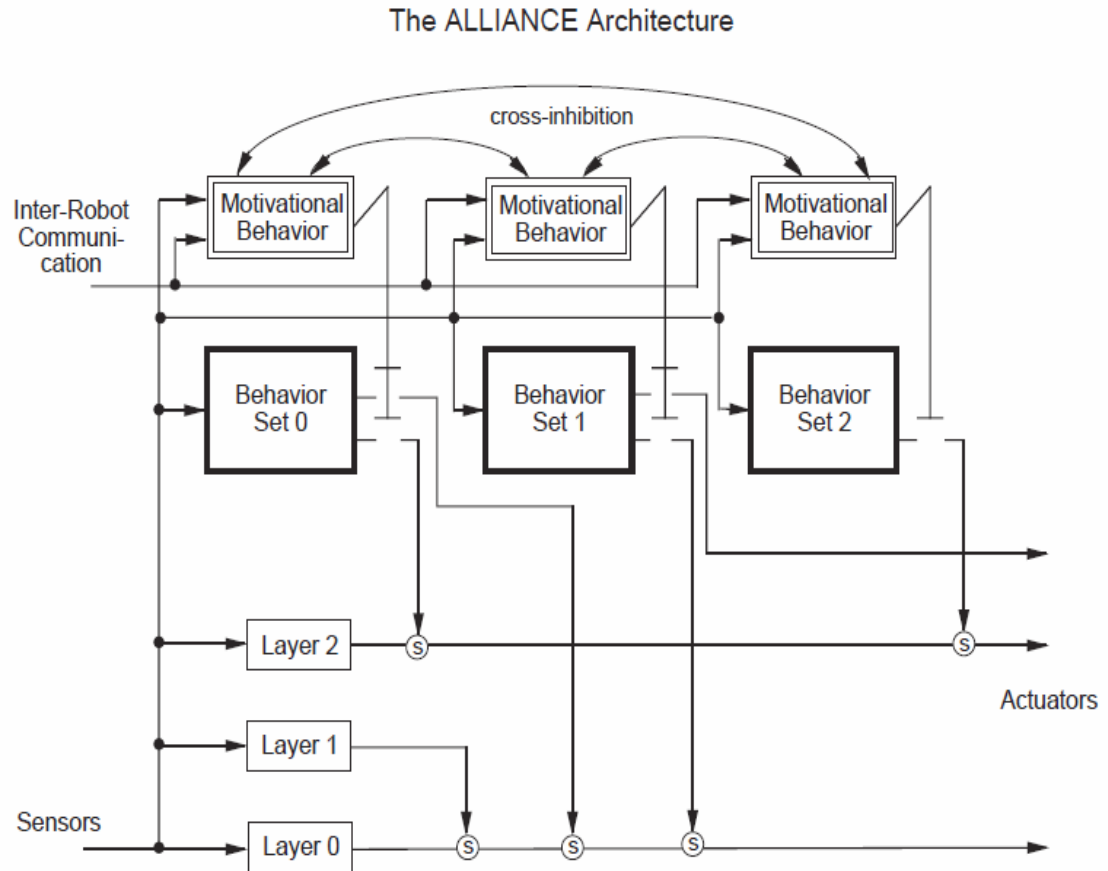 The ALLIANCE Architecture
cross-inhibition
Inter-Robot
Communi-
cation
Motivational
Behavior
Motivational
Behavior
Motivational
Behavior
Behavior
Set 0
Behavior
Set 1
Behavior
Set 2
Layer 2
S
S
Actuators
Layer 1
Sensors
Layer 0
S
S
S